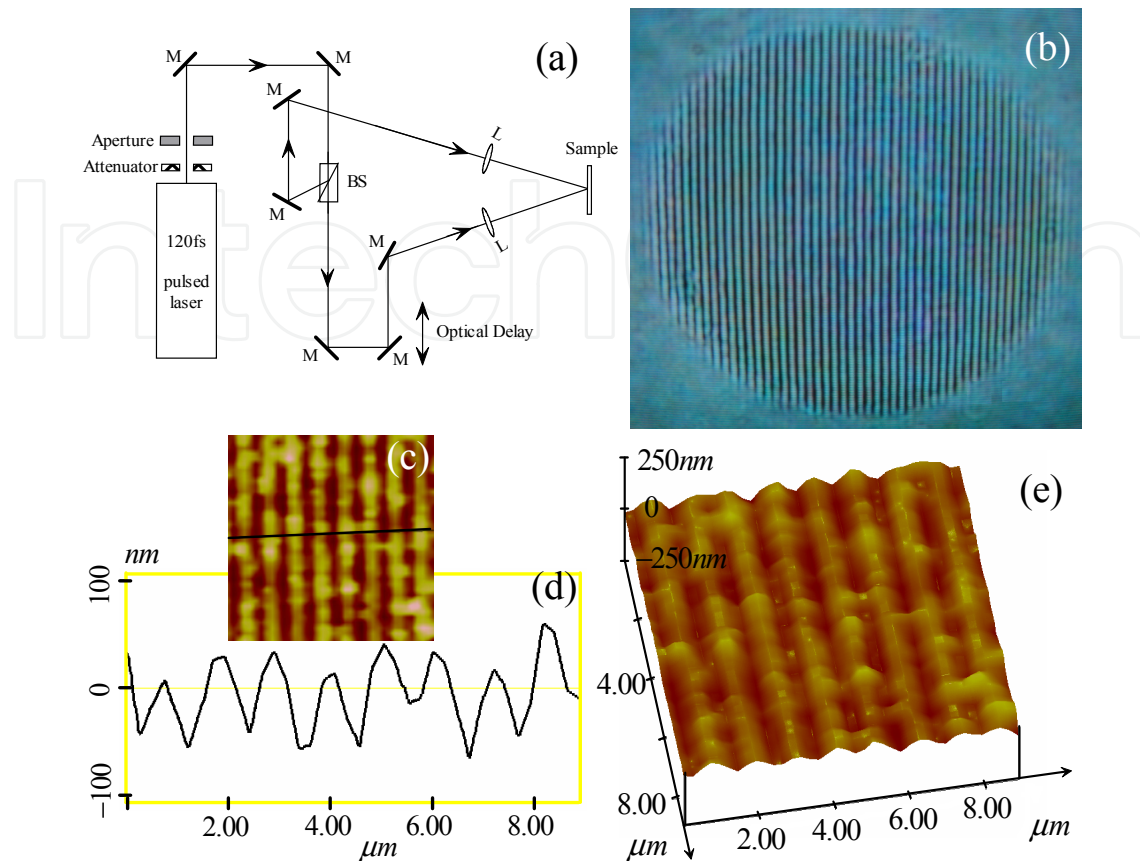 (a)
M
M
M
Aperture
Attenuator
L
Sample
BS
M
120fs
pulsed
laser
M
L
Optical Delay
M
M
(b)
(c)
nm
100
0
−100
(d)
2.00
4.00
6.00
8.00
μm
250nm
0
−250nm
(e)
4.00
8.00
2.00
4.00
6.00
8.00
μm
μm
Intech
n